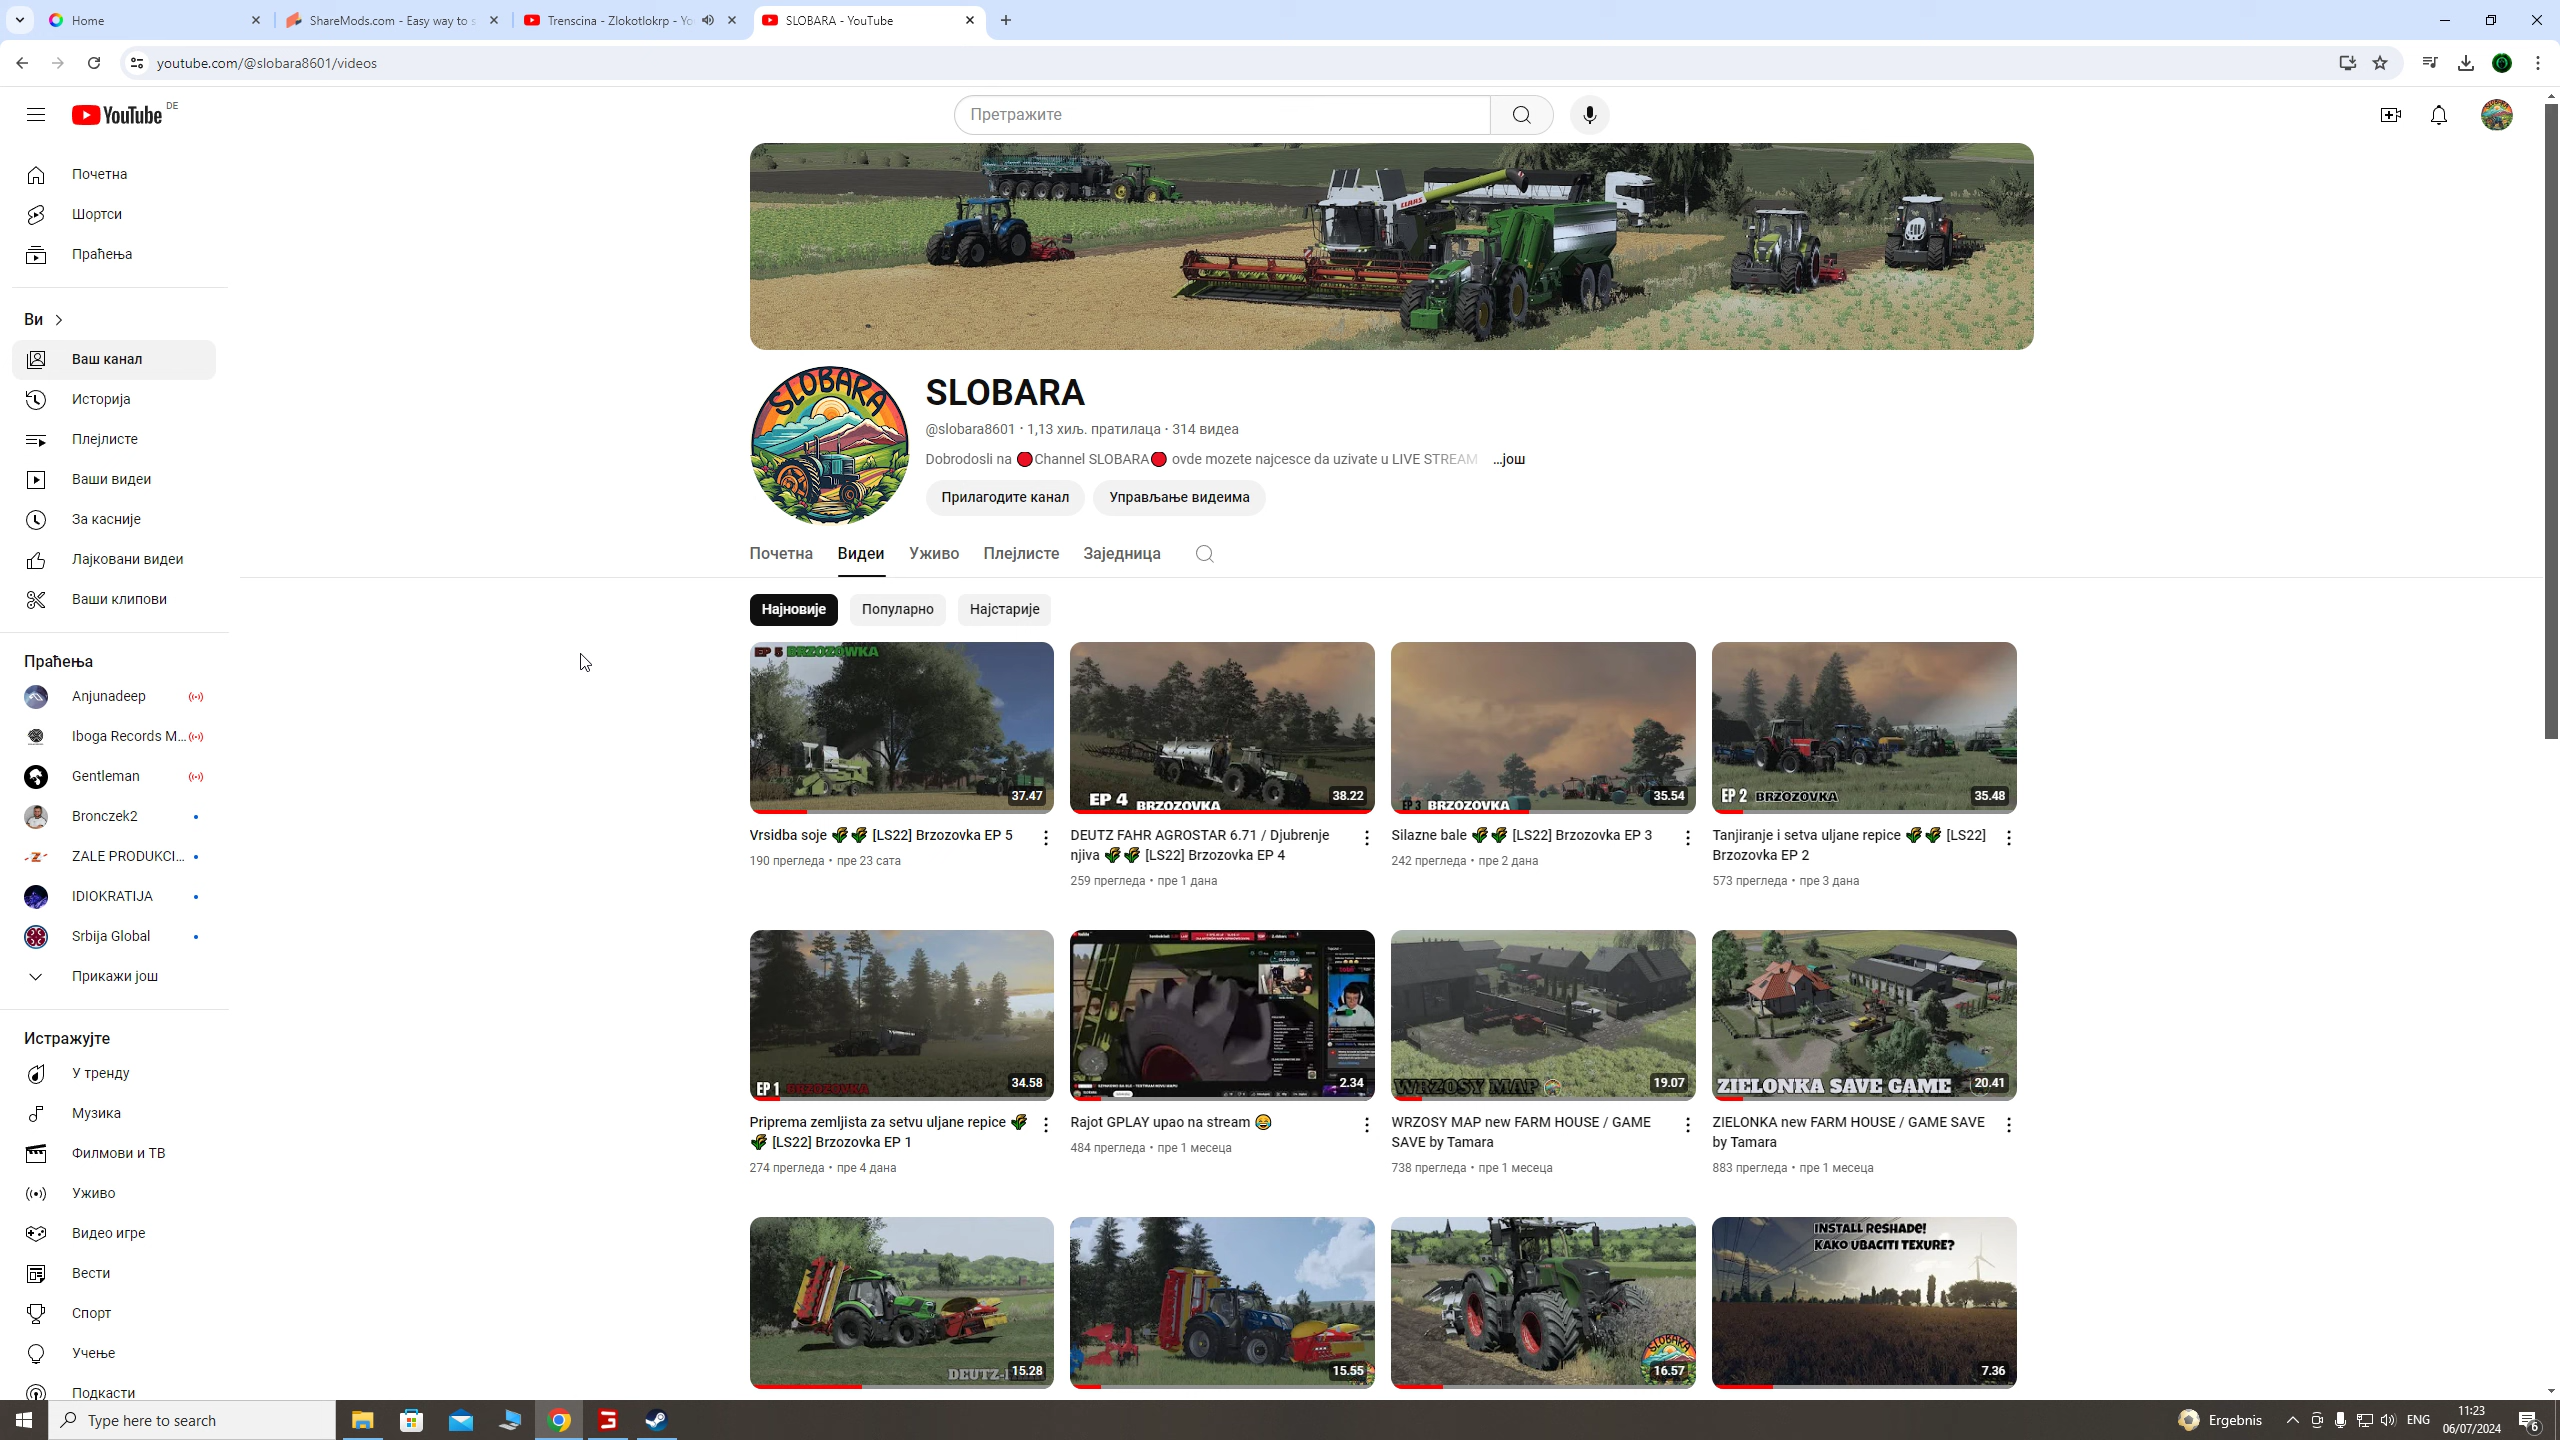 Home
ShareMods.com - Easy way to s
Trenscina - Zlokotlokrp - Yo
SLOBARA - YouTube
youtube.com/@slobara8601/videos
YouTube DE
Претражите
Почетна
Шортси
Праћења
Ви
Ваш канал
Историја
Плејлисте
Ваши видеи
За касније
Лајковани видеи
Ваши клипови
Праћења
Anjunadeep
Iboga Records M...
Gentleman
Bronczek2
ZALE PRODUKCI...
IDIOKRATIJA
Srbija Global
Прикажи још
Истражујте
У тренду
Музика
Филмови и ТВ
Уживо
Видео игре
Вести
Спорт
Учење
Подкасти
CLAAS
SLOBARA
SLOBARA
@slobara8601 · 1,13 хиљ. пратилаца · 314 видеа
Dobrodosli na 🔴Channel SLOBARA🔴 ovde mozete najcesce da uzivate u LIVE STREAM ...још
Прилагодите канал Управљање видеима
Почетна Видеи Уживо Плејлисте Заједница
Најновије Популарно Најстарије
EP 5 BRZOZOWKA
37.47
EP 4 BRZOZOVKA
38.22
EP 3 BRZOZOVKA
35.54
EP 2 BRZOZOVKA
35.48
Vrsidba soje 🌾🌾 [LS22] Brzozovka EP 5
190 прегледа • пре 23 сата
DEUTZ FAHR AGROSTAR 6.71 / Djubrenje
njiva 🌾🌾 [LS22] Brzozovka EP 4
259 прегледа • пре 1 дана
Silazne bale 🌾🌾 [LS22] Brzozovka EP 3
242 прегледа • пре 2 дана
Tanjiranje i setva uljane repice 🌾🌾 [LS22]
Brzozovka EP 2
573 прегледа • пре 3 дана
EP 1 BRZOZOVKA
34.58
2.34
WRZOSY MAP
19.07
ZIELONKA SAVE GAME
20.41
Priprema zemljista za setvu uljane repice 🌾
🌾 [LS22] Brzozovka EP 1
274 прегледа • пре 4 дана
Rajot GPLAY upao na stream 😂
484 прегледа • пре 1 месеца
WRZOSY MAP new FARM HOUSE / GAME
SAVE by Tamara
738 прегледа • пре 1 месеца
ZIELONKA new FARM HOUSE / GAME SAVE
by Tamara
883 прегледа • пре 1 месеца
15.28
15.55
SLOBARA
16.57
INSTALL RESHADE!
KAKO UBACITI TEXURE?
7.36
Type here to search
Ergebnis
ENG
11:23
06/07/2024
6